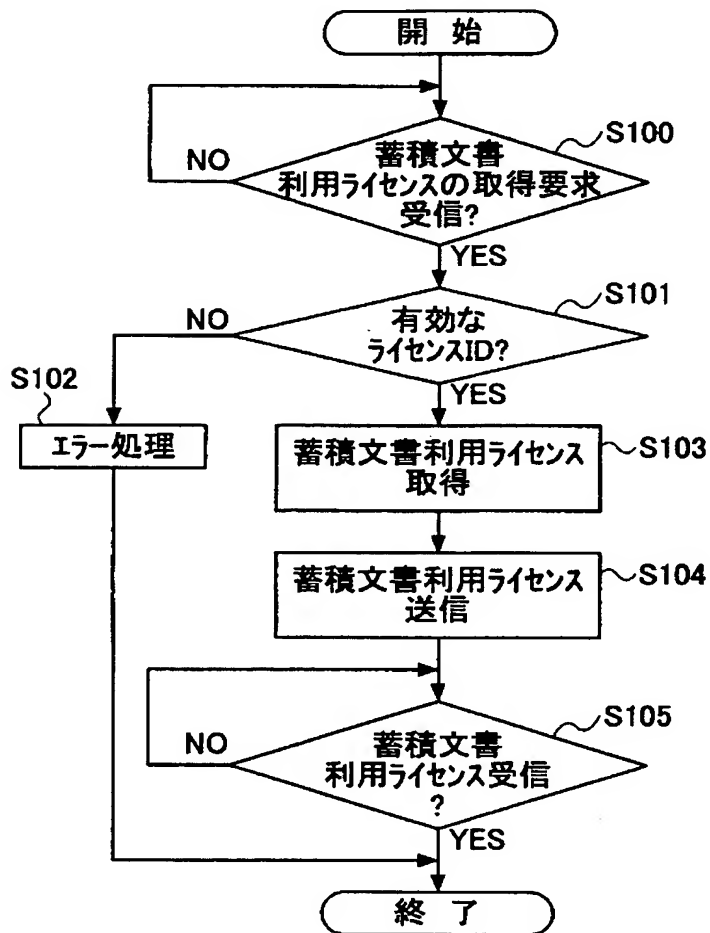 開始
S100
蓄積文書
利用ライセンスの取得要求
受信?
NO
YES
S101
有効な
ライセンスID?
NO
YES
S102
エラー処理
蓄積文書利用ライセンス
取得
S103
蓄積文書利用ライセンス
送信
S104
S105
蓄積文書
利用ライセンス受信
?
NO
YES
終了